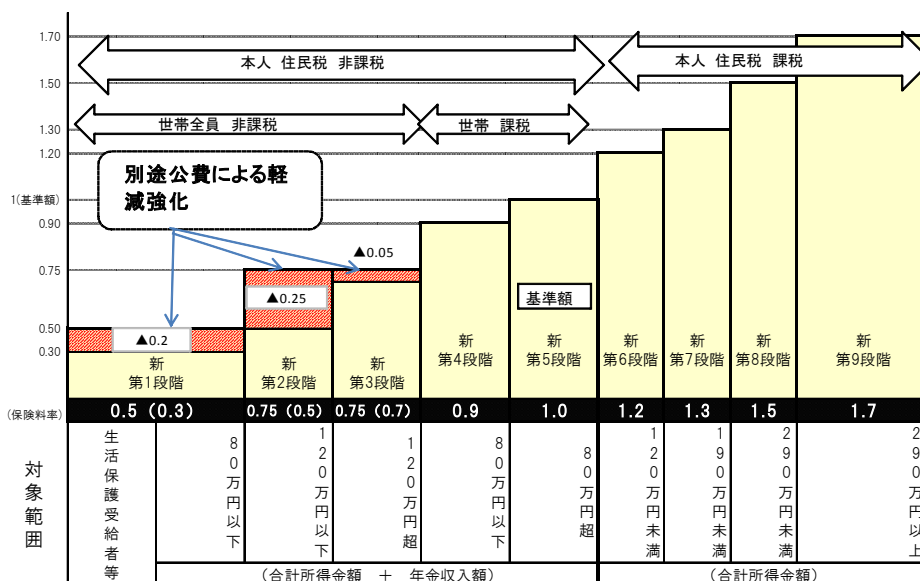 1.70
1.50
1.30
1.20
1(基準額)
0.90
0.75
0.50
0.30
本人 住民税 非課税
本人 住民税 課税
世帯全員 非課税
世帯 課税
別途公費による軽
減強化
▲0.05
▲0.25
▲0.2
基準額
新
第1段階
新
第2段階
新
第3段階
新
第4段階
新
第5段階
新
第6段階
新
第7段階
新
第8段階
新
第9段階
(保険料率)
0.5 (0.3)
0.75 (0.5)
0.75 (0.7)
0.9
1.0
1.2
1.3
1.5
1.7
対象範囲
生活保護受給者等
80万円以下
120万円以下
120万円超
80万円以下
80万円超
120万円未満
190万円未満
290万円未満
290万円以上
(合計所得金額 + 年金収入額)
(合計所得金額)